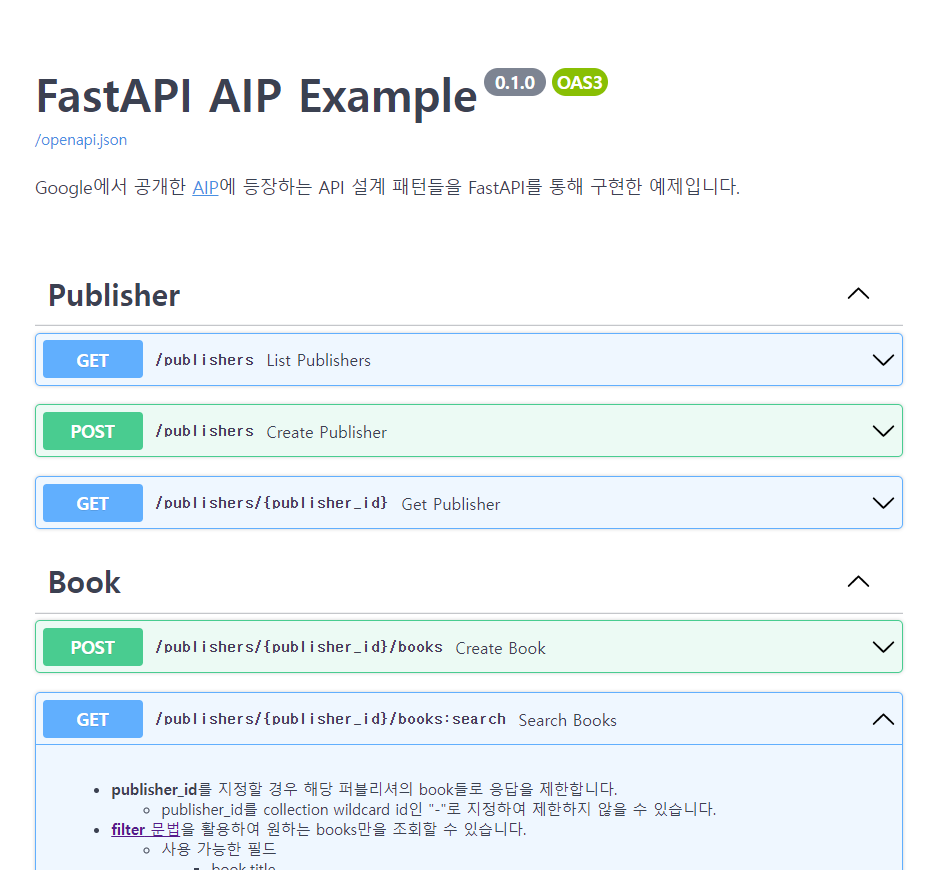 FastAPI AIP Example 0.1.0 OAS3
/openapi.json
Google에서 공개한 AIP에 등장하는 API 설계 패턴들을 FastAPI를 통해 구현한 예제입니다.
Publisher
GET /publishers List Publishers
POST /publishers Create Publisher
GET /publishers/{publisher_id} Get Publisher
Book
POST /publishers/{publisher_id}/books Create Book
GET /publishers/{publisher_id}/books:search Search Books
publisher_id를 지정할 경우 해당 퍼블리셔의 book들로 응답을 제한합니다.
publisher_id를 collection wildcard id인 "-"로 지정하여 제한하지 않을 수 있습니다.
filter 문법을 활용하여 원하는 books만을 조회할 수 있습니다.
사용 가능한 필드
book.title